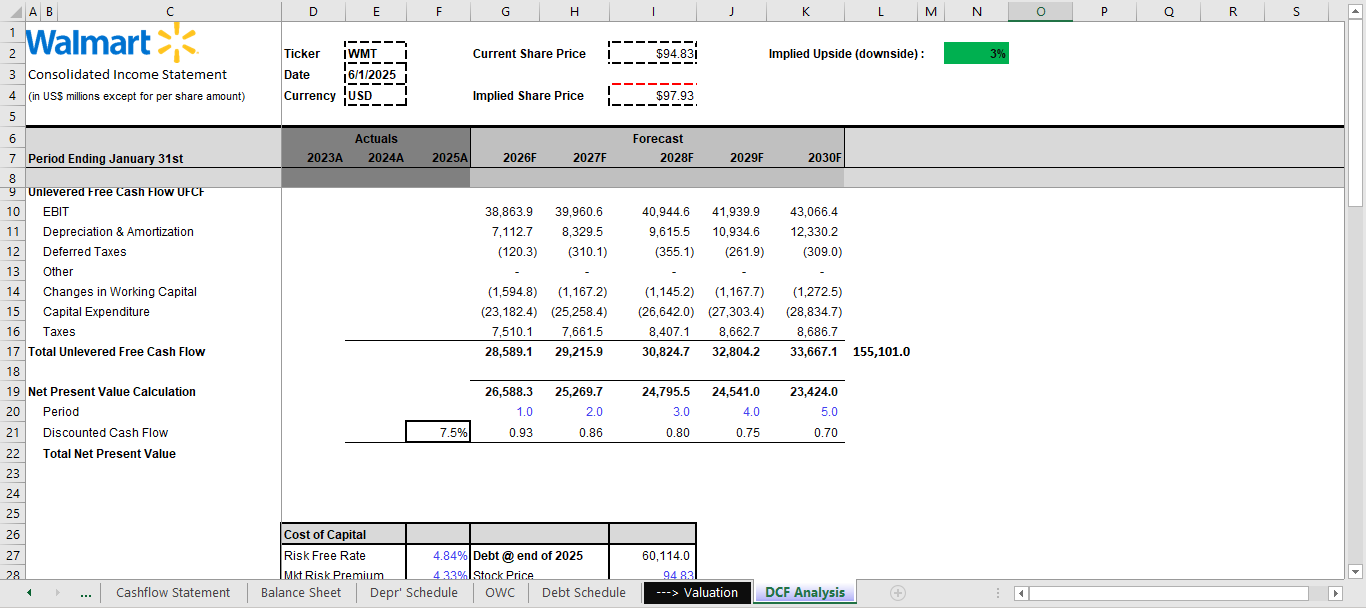 A B C D E F G H I J K L M N O P Q R S
1 Walmart
2 Ticker WMT Current Share Price $94.83 Implied Upside (downside) : 3%
3 Consolidated Income Statement Date 6/1/2025
4 (in US$ millions except for per share amount) Currency USD Implied Share Price $97.93
5
6 Actuals Forecast
7 Period Ending January 31st 2023A 2024A 2025A 2026F 2027F 2028F 2029F 2030F
8
9 Unlevered Free Cash Flow UFCF
10 EBIT 38,863.9 39,960.6 40,944.6 41,939.9 43,066.4
11 Depreciation & Amortization 7,112.7 8,329.5 9,615.5 10,934.6 12,330.2
12 Deferred Taxes (120.3) (310.1) (355.1) (261.9) (309.0)
13 Other - - - - -
14 Changes in Working Capital (1,594.8) (1,167.2) (1,145.2) (1,167.7) (1,272.5)
15 Capital Expenditure (23,182.4) (25,258.4) (26,642.0) (27,303.4) (28,834.7)
16 Taxes 7,510.1 7,661.5 8,407.1 8,662.7 8,686.7
17 Total Unlevered Free Cash Flow 28,589.1 29,215.9 30,824.7 32,804.2 33,667.1 155,101.0
18
19 Net Present Value Calculation 26,588.3 25,269.7 24,795.5 24,541.0 23,424.0
20 Period 1.0 2.0 3.0 4.0 5.0
21 Discounted Cash Flow 7.5% 0.93 0.86 0.80 0.75 0.70
22 Total Net Present Value
23
24
25
26 Cost of Capital
27 Risk Free Rate 4.84% Debt @ end of 2025 60,114.0
28 Mkt Risk Premium 4.33% Stock Price 94.83
... Cashflow Statement Balance Sheet Depr' Schedule OWC Debt Schedule ---> Valuation DCF Analysis